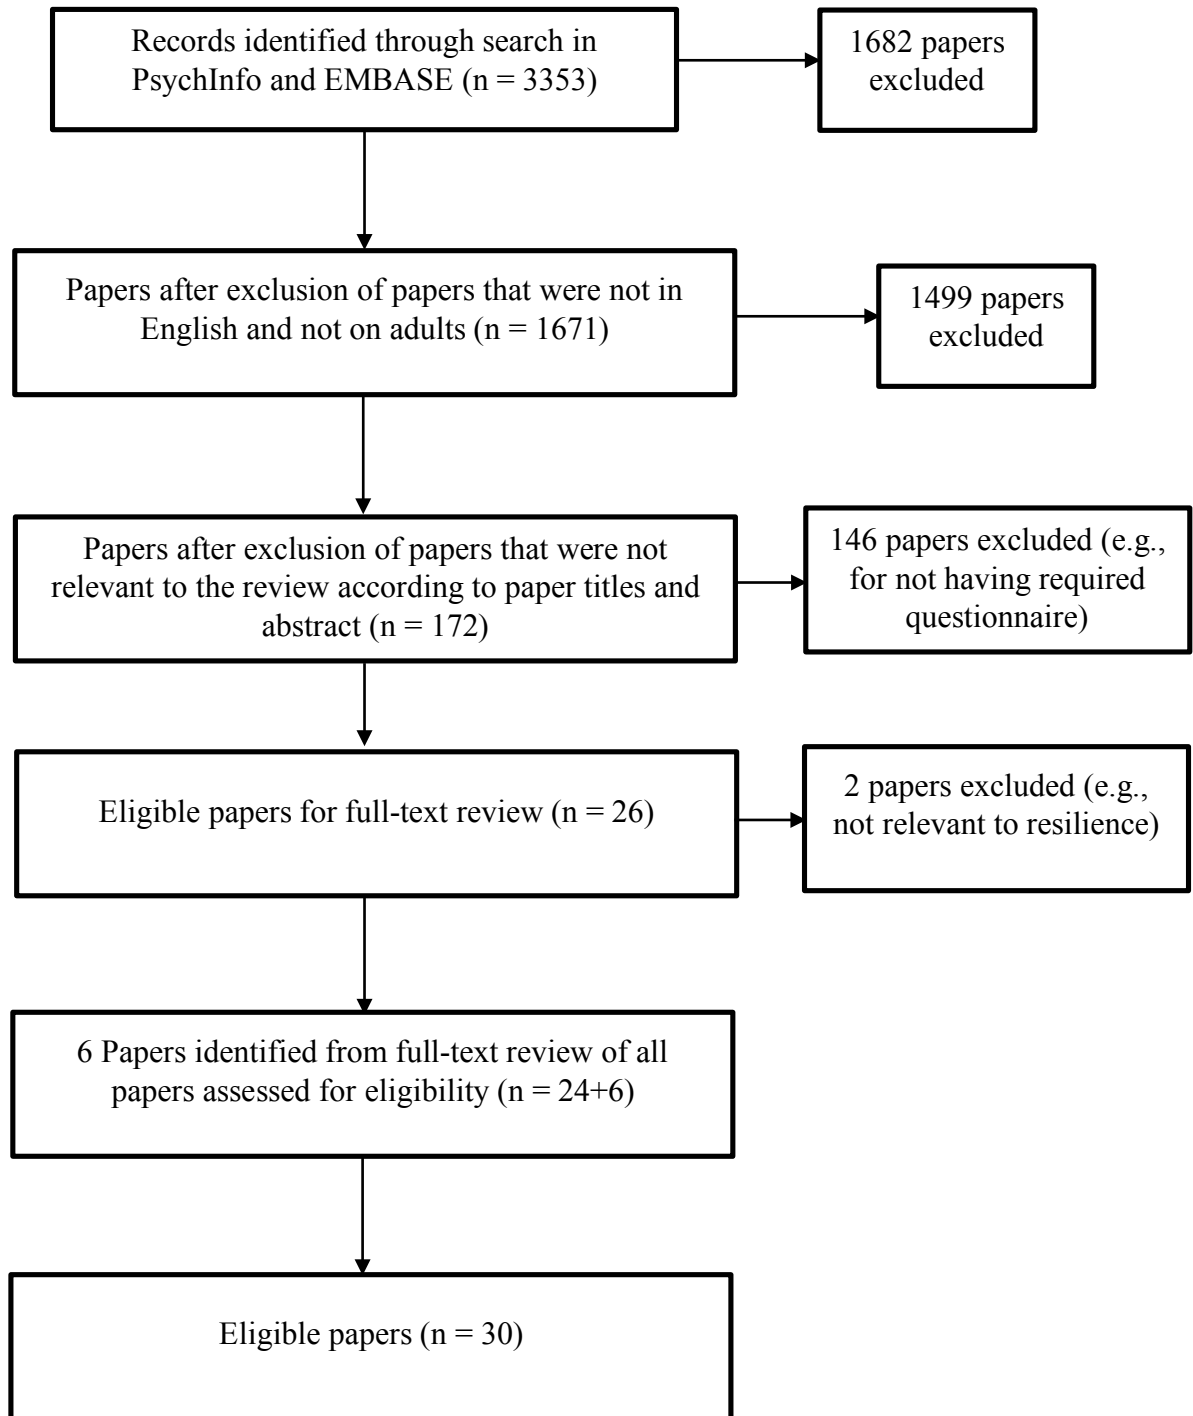 Records identified through search in
PsychInfo and EMBASE (n = 3353)
1682 papers
excluded
Papers after exclusion of papers that were not in
English and not on adults (n = 1671)
1499 papers
excluded
Papers after exclusion of papers that were not
relevant to the review according to paper titles and
abstract (n = 172)
146 papers excluded (e.g.,
for not having required
questionnaire)
Eligible papers for full-text review (n = 26)
2 papers excluded (e.g.,
not relevant to resilience)
6 Papers identified from full-text review of all
papers assessed for eligibility (n = 24+6)
Eligible papers (n = 30)